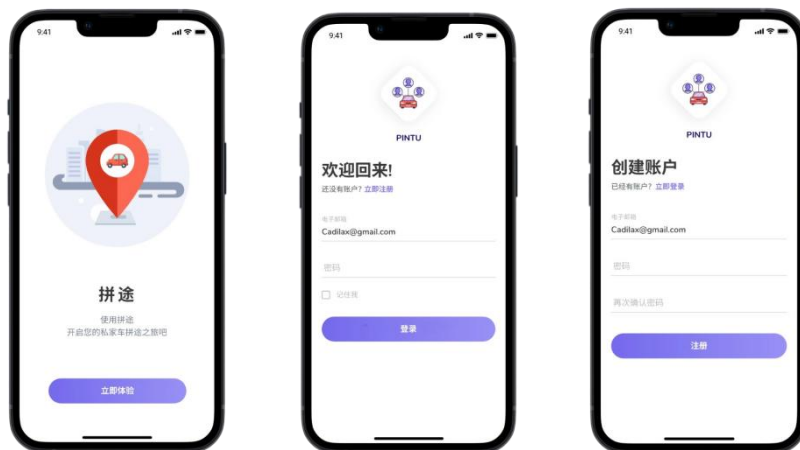 9:41
拼途
使用拼途
开启您的私家车拼途之旅吧
立即体验
9:41
PINTU
欢迎回来!
还没有账户? 立即注册
电子邮箱
Cadilax@gmail.com
密码
记住我
登录
9:41
PINTU
创建账户
已经有账户? 立即登录
电子邮箱
Cadilax@gmail.com
密码
再次确认密码
注册